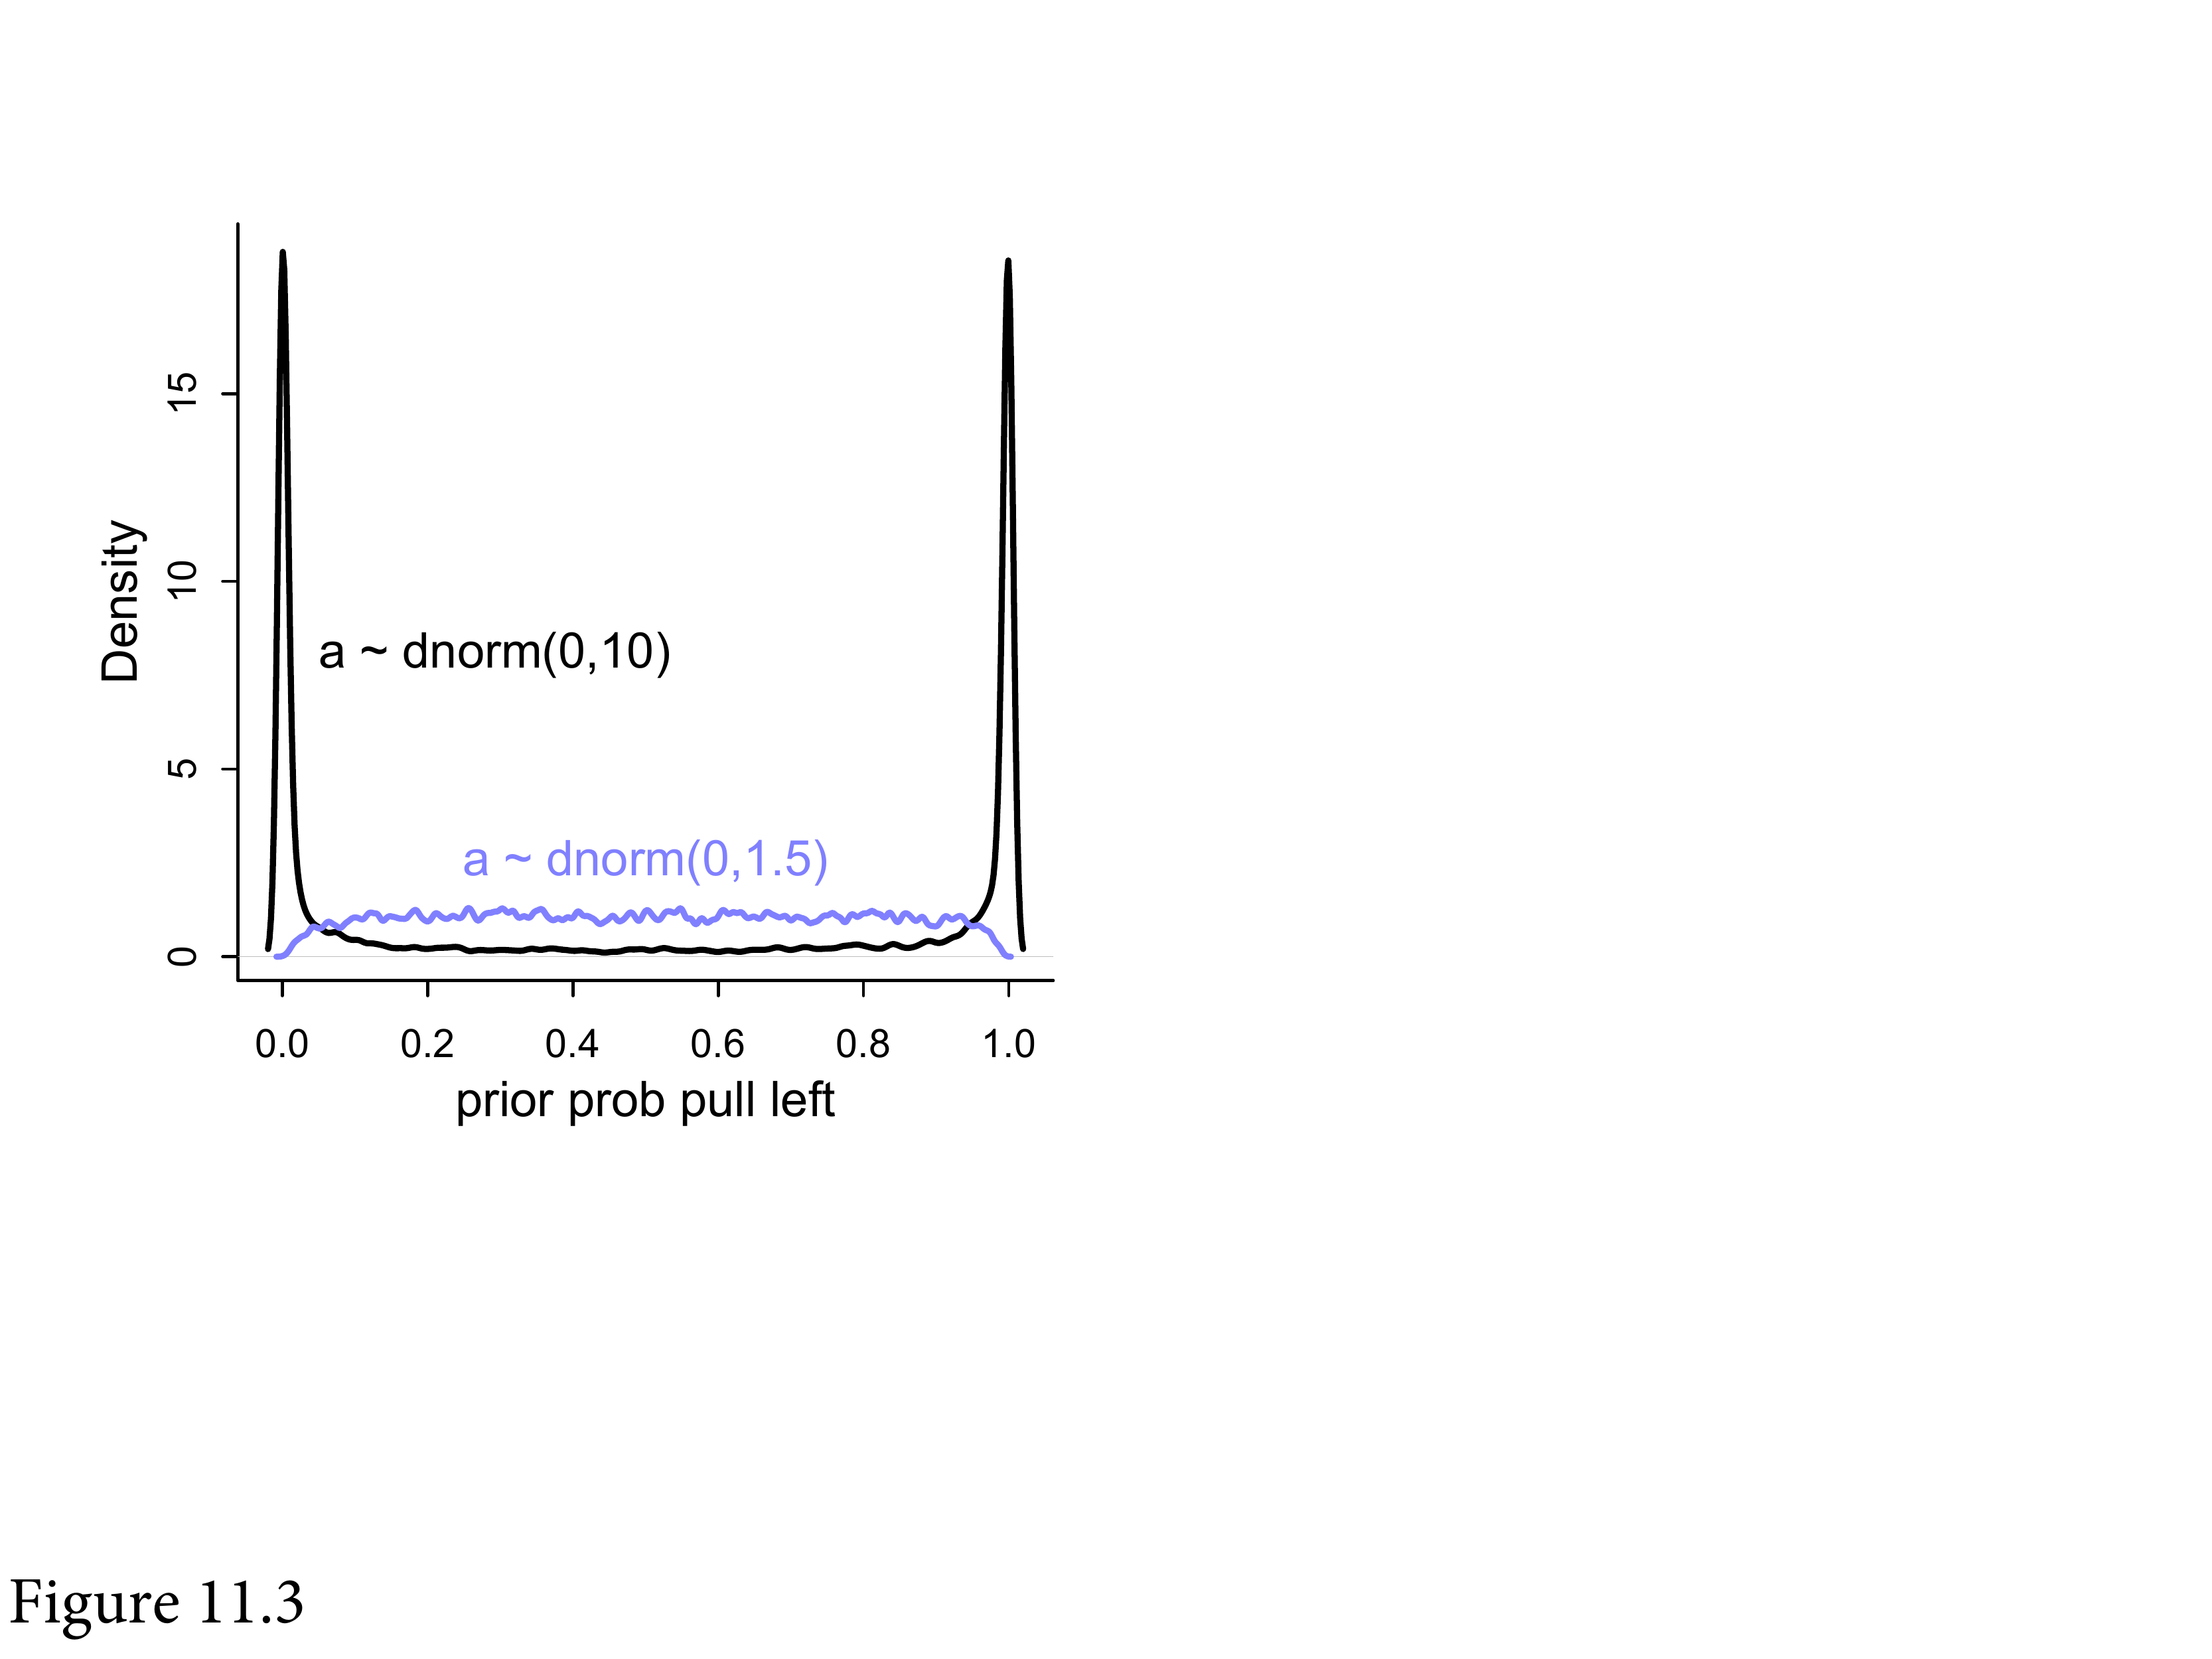 15
10
5
0
Density
a ~ dnorm(0,10)
a ~ dnorm(0,1.5)
0.0 0.2 0.4 0.6 0.8 1.0
prior prob pull left
Figure 11.3